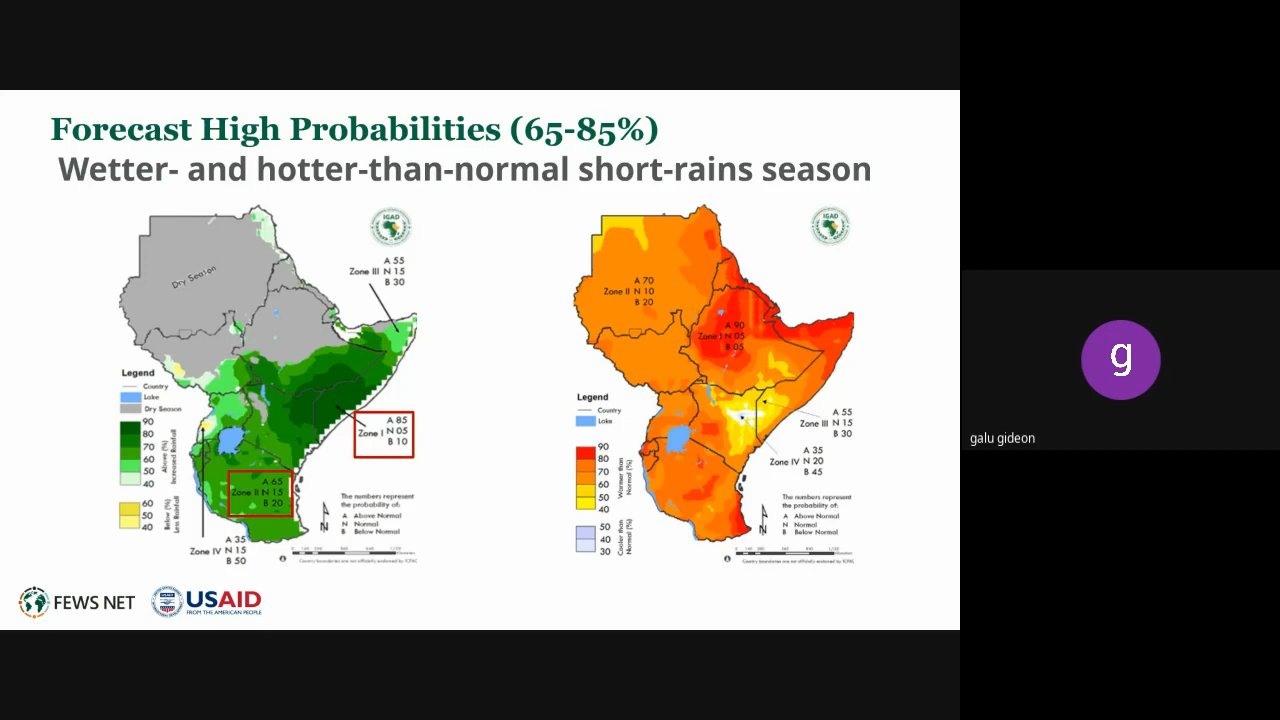 Forecast High Probabilities (65-85%)
Wetter- and hotter-than-normal short-rains season
IGAD
Dry Season
A 55
Zone III N 15
B 30
Legend
Country
Lake
Dry Season
90
80
70
60
50
40
Above (%)
Increased Rainfall
60
50
40
Below (%)
Less Rainfall
A 85
Zone I N 05
B 10
A 65
Zone II N 15
B 20
A 35
Zone IV N 15
B 50
The numbers represent
the probability of:
A Above Normal
N Normal
B Below Normal
N
Country boundaries are not officially endorsed by ICPAC
IGAD
A 70
Zone II N 10
B 20
A 90
Zone I N 05
B 05
Legend
Country
Lake
90
80
70
60
50
40
Warmer than
Normal (%)
50
40
30
Cooler than
Normal (%)
A 55
Zone III N 15
B 30
A 35
Zone IV N 20
B 45
The numbers represent
the probability of:
A Above Normal
N Normal
B Below Normal
N
Country boundaries are not officially endorsed by ICPAC
FEWS NET
USAID
FROM THE AMERICAN PEOPLE
g
galu gideon